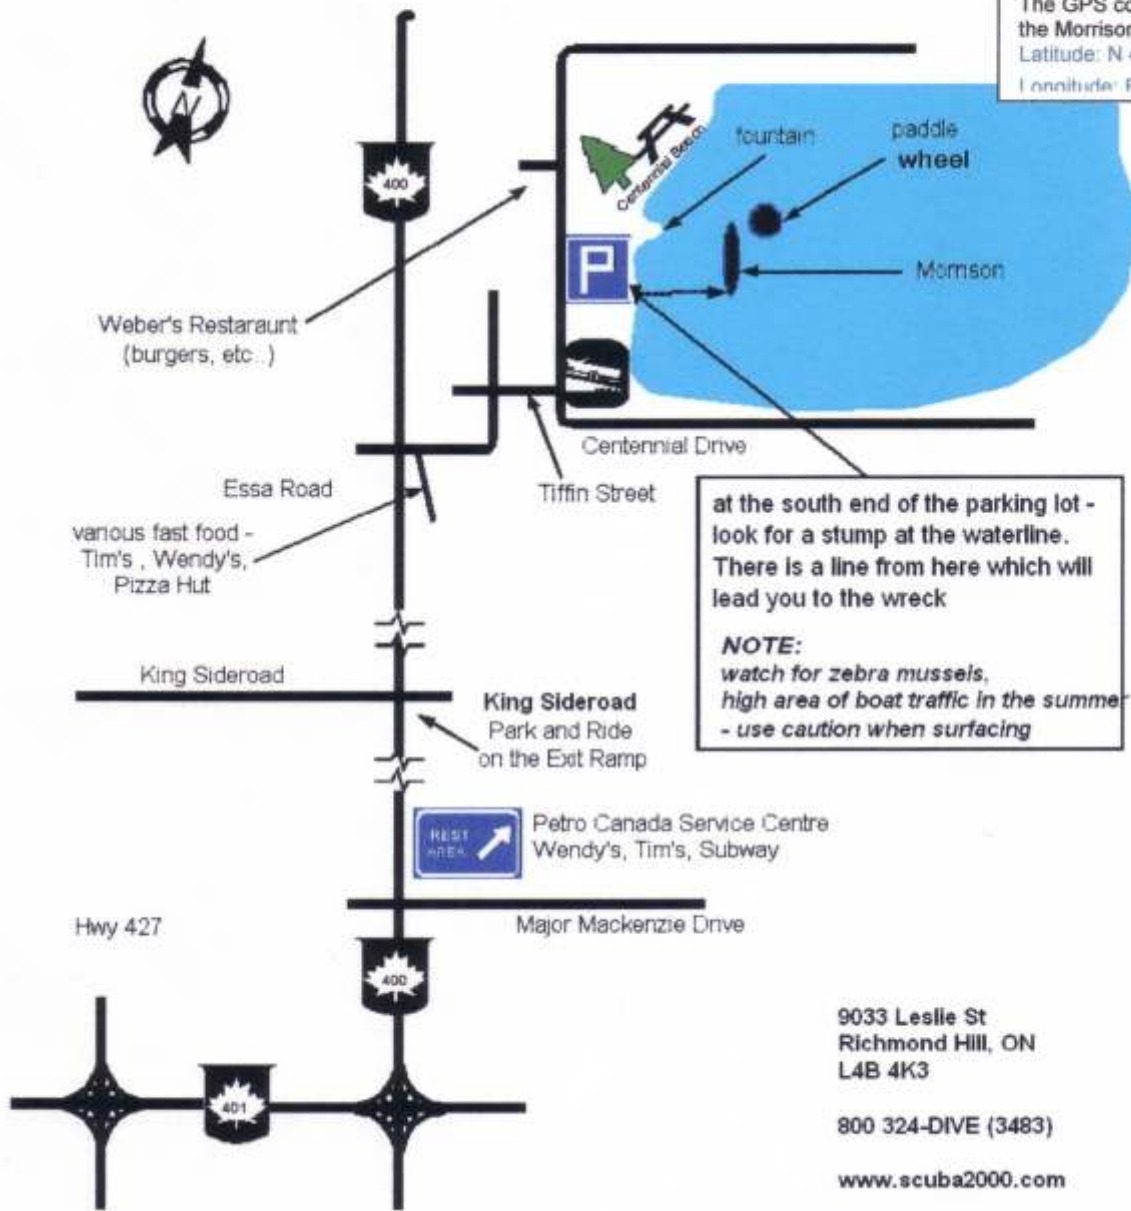 The GPS co
the Morrison
Latitude: N 4
Longitude:
fountain
paddle
wheel
Centennial Beach
400
P
Morrison
Weber's Restaraunt
(burgers, etc..)
Centennial Drive
Essa Road
Tiffin Street
various fast food -
Tim's , Wendy's,
Pizza Hut
at the south end of the parking lot -
look for a stump at the waterline.
There is a line from here which will
lead you to the wreck
NOTE:
watch for zebra mussels,
high area of boat traffic in the summer
- use caution when surfacing
King Sideroad
King Sideroad
Park and Ride
on the Exit Ramp
REST
AREA
Petro Canada Service Centre
Wendy's, Tim's, Subway
Hwy 427
Major Mackenzie Drive
400
401
9033 Leslie St
Richmond Hill, ON
L4B 4K3
800 324-DIVE (3483)
www.scuba2000.com